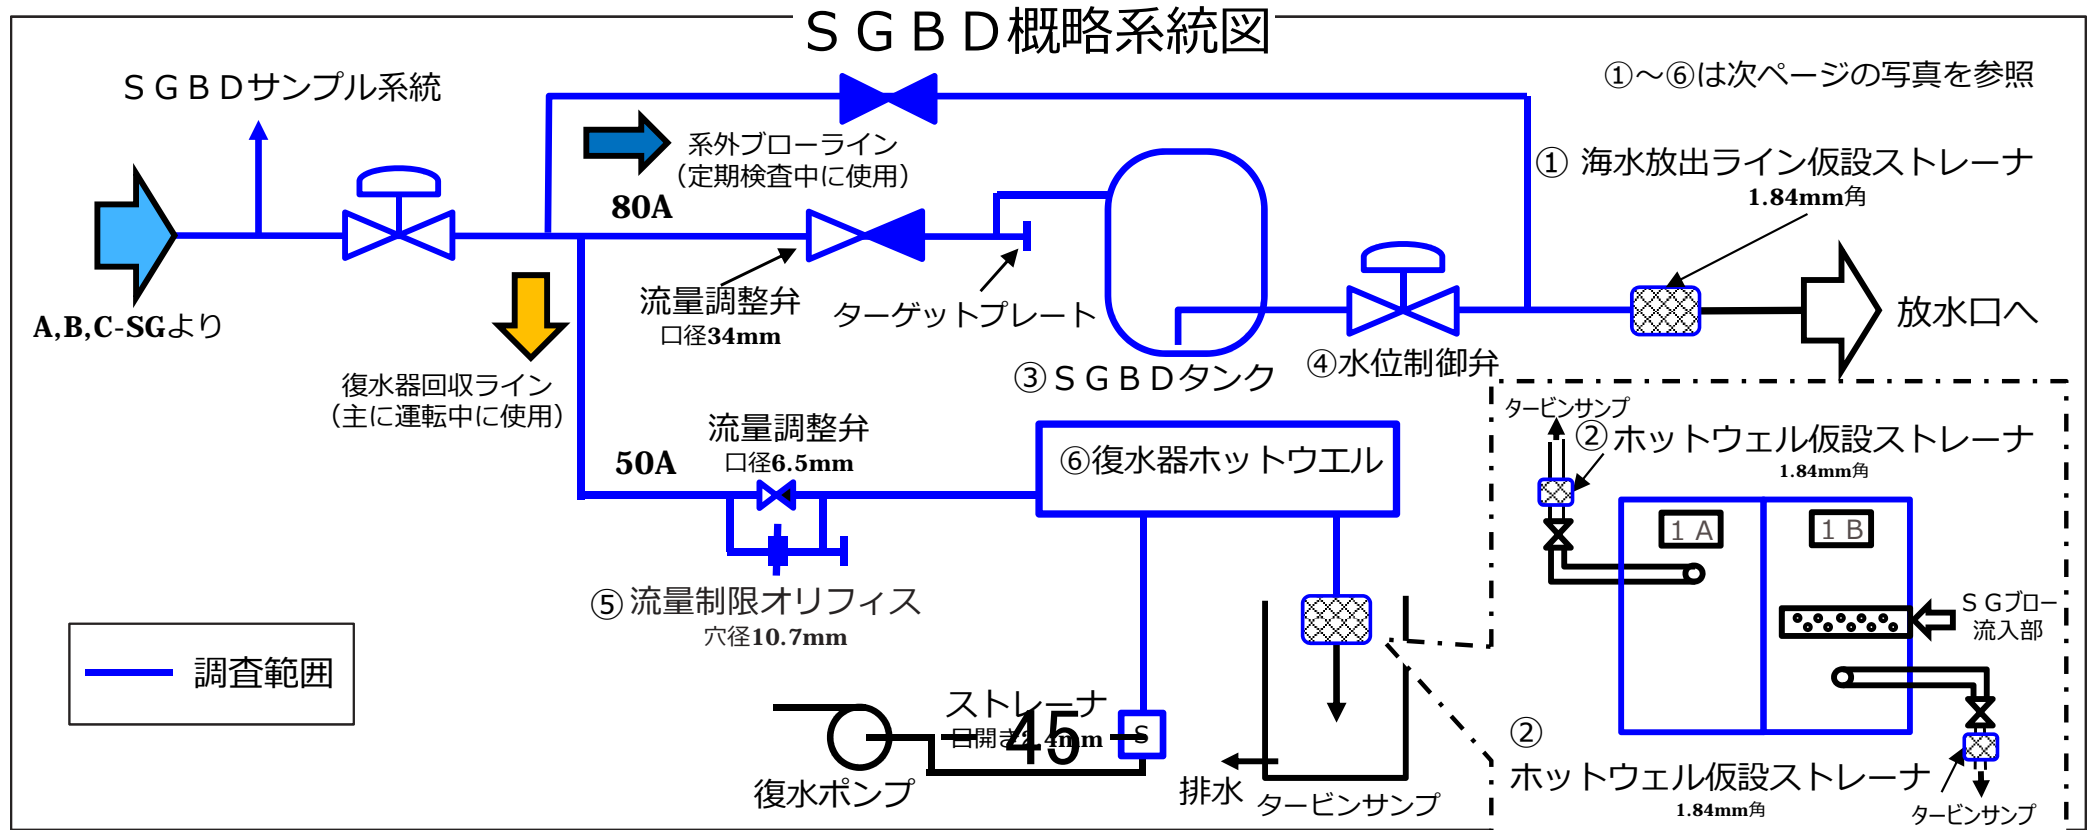 ＳＧＢＤ概略系統図
ＳＧＢＤサンプル系統
①～⑥は次ページの写真を参照
系外ブローライン
（定期検査中に使用）
80A
① 海水放出ライン仮設ストレーナ
1.84mm角
A,B,C-SGより
流量調整弁
口径34mm
ターゲットプレート
③ＳＧＢＤタンク
④水位制御弁
放水口へ
復水器回収ライン
（主に運転中に使用）
50A
流量調整弁
口径6.5mm
⑥復水器ホットウエル
タービンサンプ
②ホットウェル仮設ストレーナ
1.84mm角
１Ａ
１Ｂ
ＳＧブロー
流入部
⑤流量制限オリフィス
穴径10.7mm
調査範囲
ストレーナ
45
S
復水ポンプ
排水
タービンサンプ
②
ホットウェル仮設ストレーナ
1.84mm角
タービンサンプ